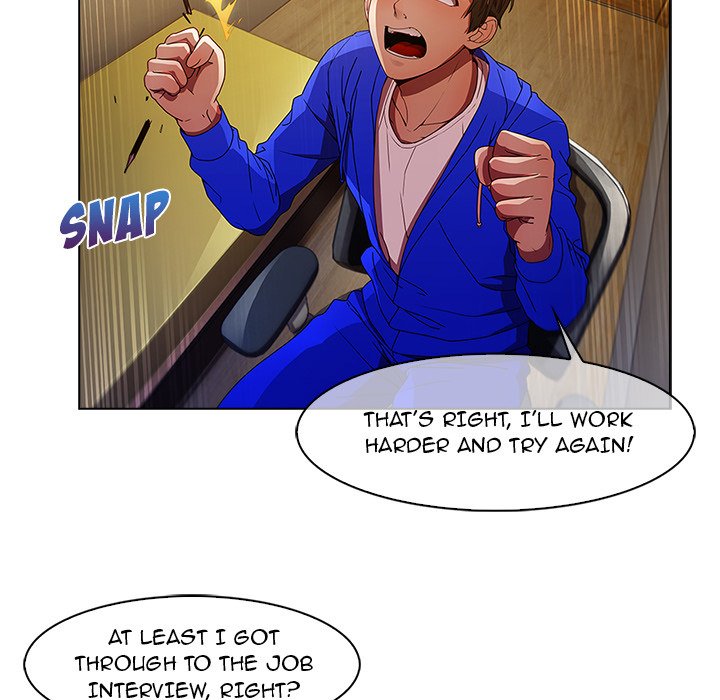 SNAP
THAT'S RIGHT, I'LL WORK
HARDER AND TRY AGAIN!
AT LEAST I GOT
THROUGH TO THE JOB
INTERVIEW, RIGHT?